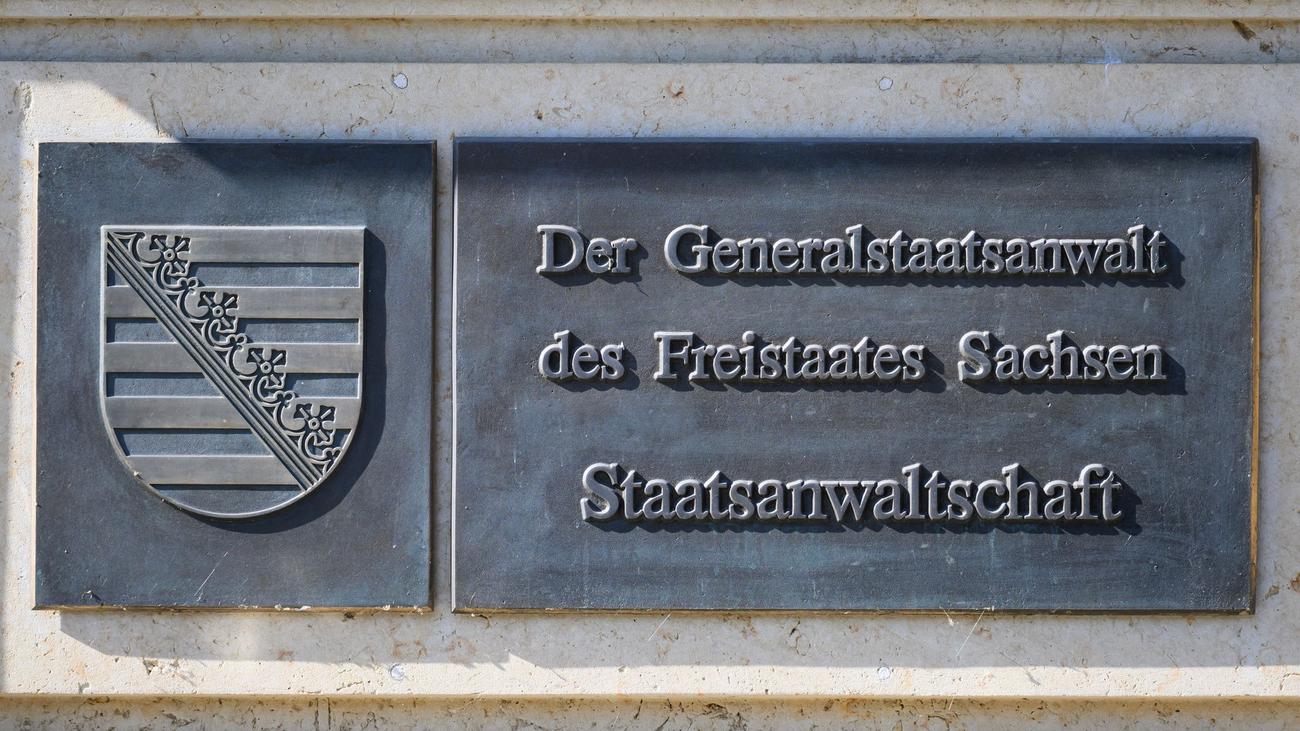 Der Generalstaatsanwalt
des Freistaates Sachsen
Staatsanwaltschaft